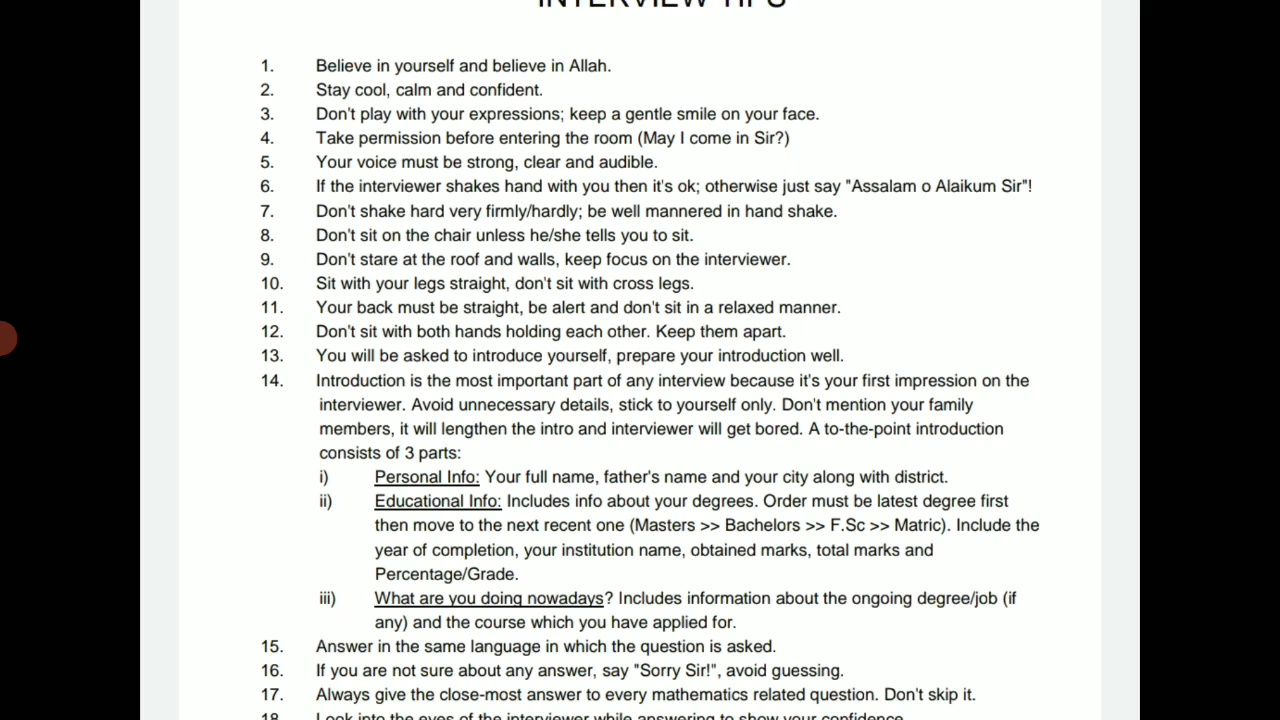 INTERVIEW TIPS
1. Believe in yourself and believe in Allah.
2. Stay cool, calm and confident.
3. Don't play with your expressions; keep a gentle smile on your face.
4. Take permission before entering the room (May I come in Sir?)
5. Your voice must be strong, clear and audible.
6. If the interviewer shakes hand with you then it's ok; otherwise just say "Assalam o Alaikum Sir"!
7. Don't shake hard very firmly/hardly; be well mannered in hand shake.
8. Don't sit on the chair unless he/she tells you to sit.
9. Don't stare at the roof and walls, keep focus on the interviewer.
10. Sit with your legs straight, don't sit with cross legs.
11. Your back must be straight, be alert and don't sit in a relaxed manner.
12. Don't sit with both hands holding each other. Keep them apart.
13. You will be asked to introduce yourself, prepare your introduction well.
14. Introduction is the most important part of any interview because it's your first impression on the
interviewer. Avoid unnecessary details, stick to yourself only. Don't mention your family
members, it will lengthen the intro and interviewer will get bored. A to-the-point introduction
consists of 3 parts:
i) Personal Info: Your full name, father's name and your city along with district.
ii) Educational Info: Includes info about your degrees. Order must be latest degree first
then move to the next recent one (Masters >> Bachelors >> F.Sc >> Matric). Include the
year of completion, your institution name, obtained marks, total marks and
Percentage/Grade.
iii) What are you doing nowadays? Includes information about the ongoing degree/job (if
any) and the course which you have applied for.
15. Answer in the same language in which the question is asked.
16. If you are not sure about any answer, say "Sorry Sir!", avoid guessing.
17. Always give the close-most answer to every mathematics related question. Don't skip it.
18. Look into the eyes of the interviewer while answering to show your confidence.